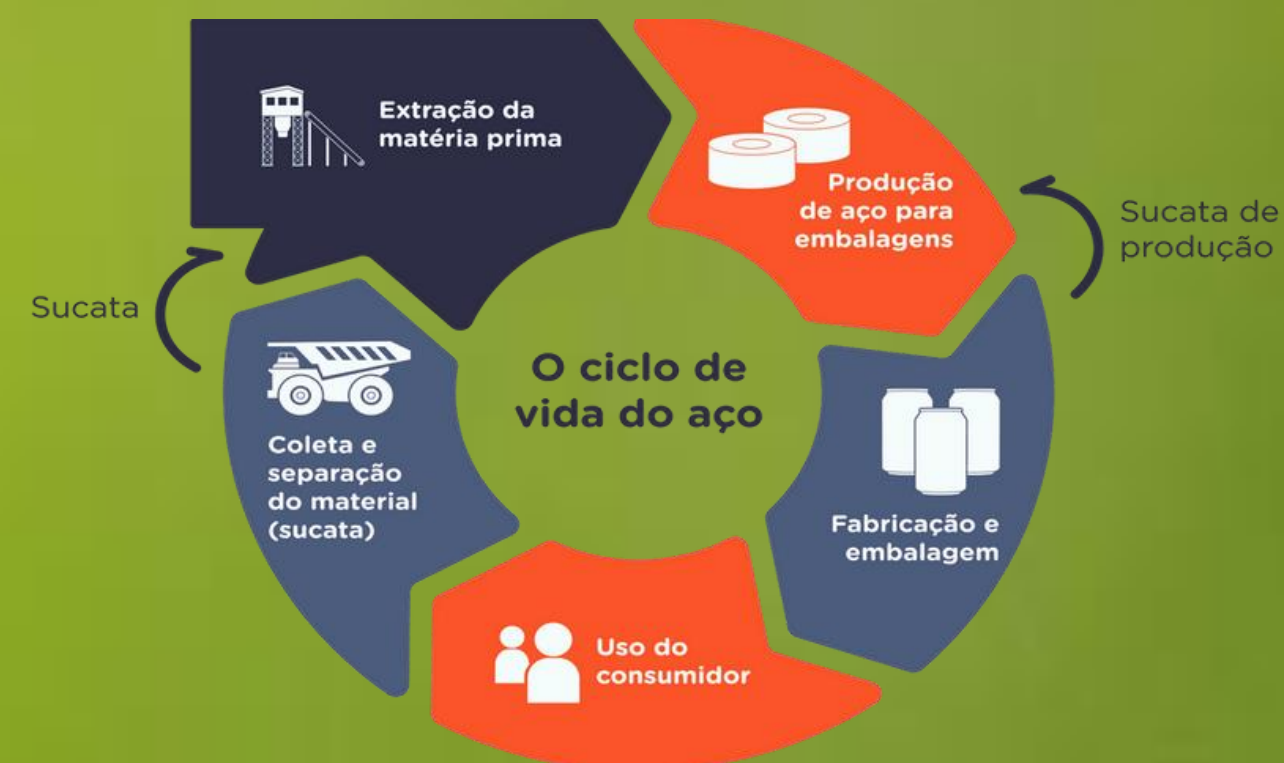 Extração da
matéria prima
Produção
de aço para
embalagens
Sucata de
produção
Fabricação e
embalagem
Uso do
consumidor
Coleta e
separação
do material
(sucata)
Sucata
O ciclo de
vida do aço